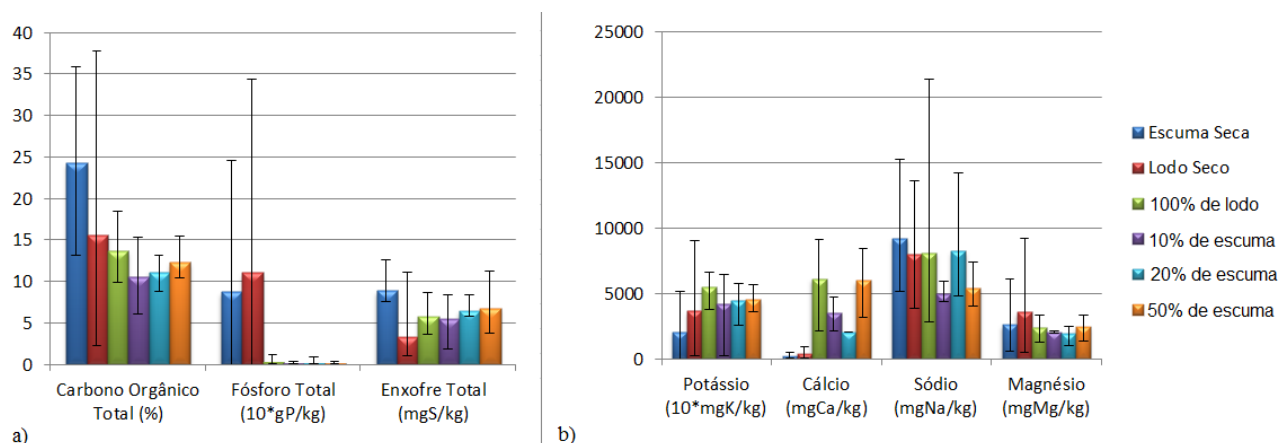 40
35
30
25
20
15
10
5
0
Carbono Orgânico
Total (%)
Fósforo Total
(10*gP/kg)
Enxofre Total
(mgS/kg)
a)
25000
20000
15000
10000
5000
0
Potássio
(10*mgK/kg)
Cálcio
(mgCa/kg)
Sódio
(mgNa/kg)
Magnésio
(mgMg/kg)
b)
Escuma Seca
Lodo Seco
100% de lodo
10% de escuma
20% de escuma
50% de escuma